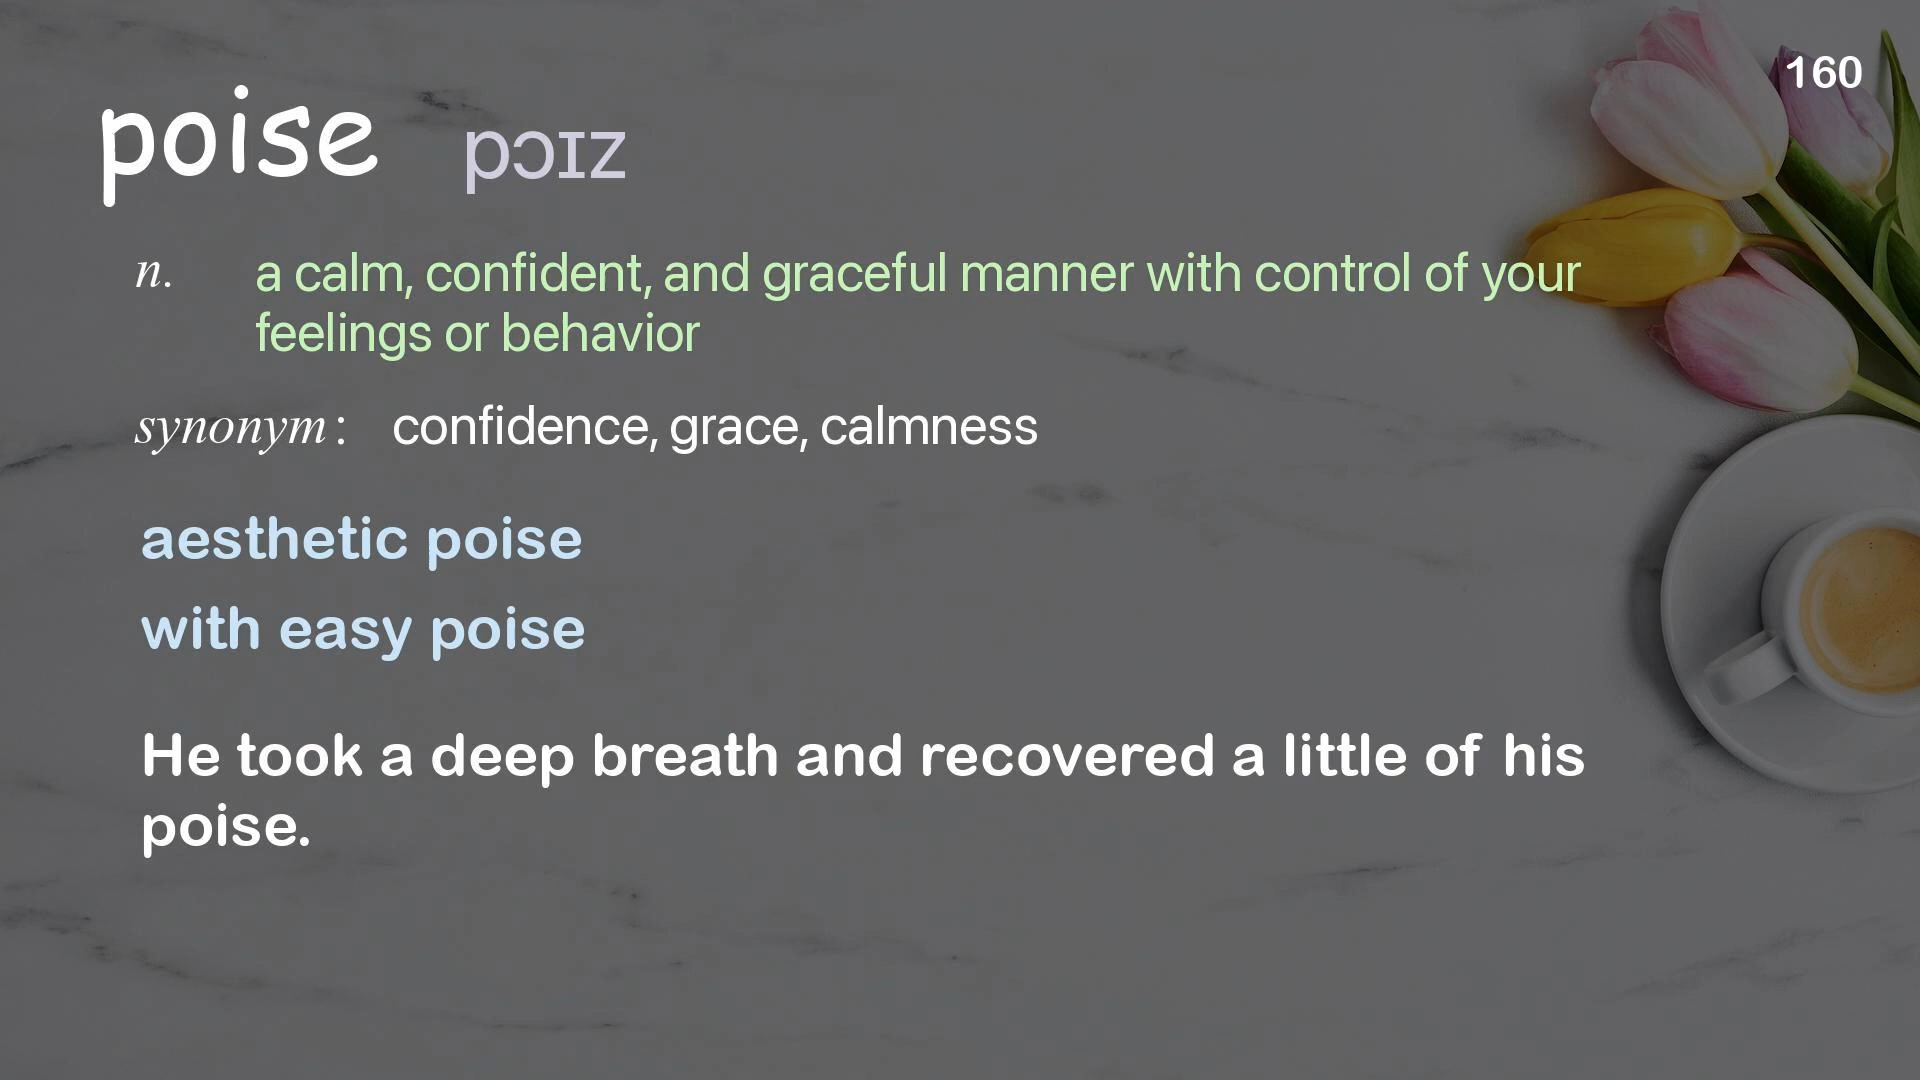 160
poise pɔɪz
n. a calm, confident, and graceful manner with control of your
feelings or behavior
synonym : confidence, grace, calmness
aesthetic poise
with easy poise
He took a deep breath and recovered a little of his
poise.